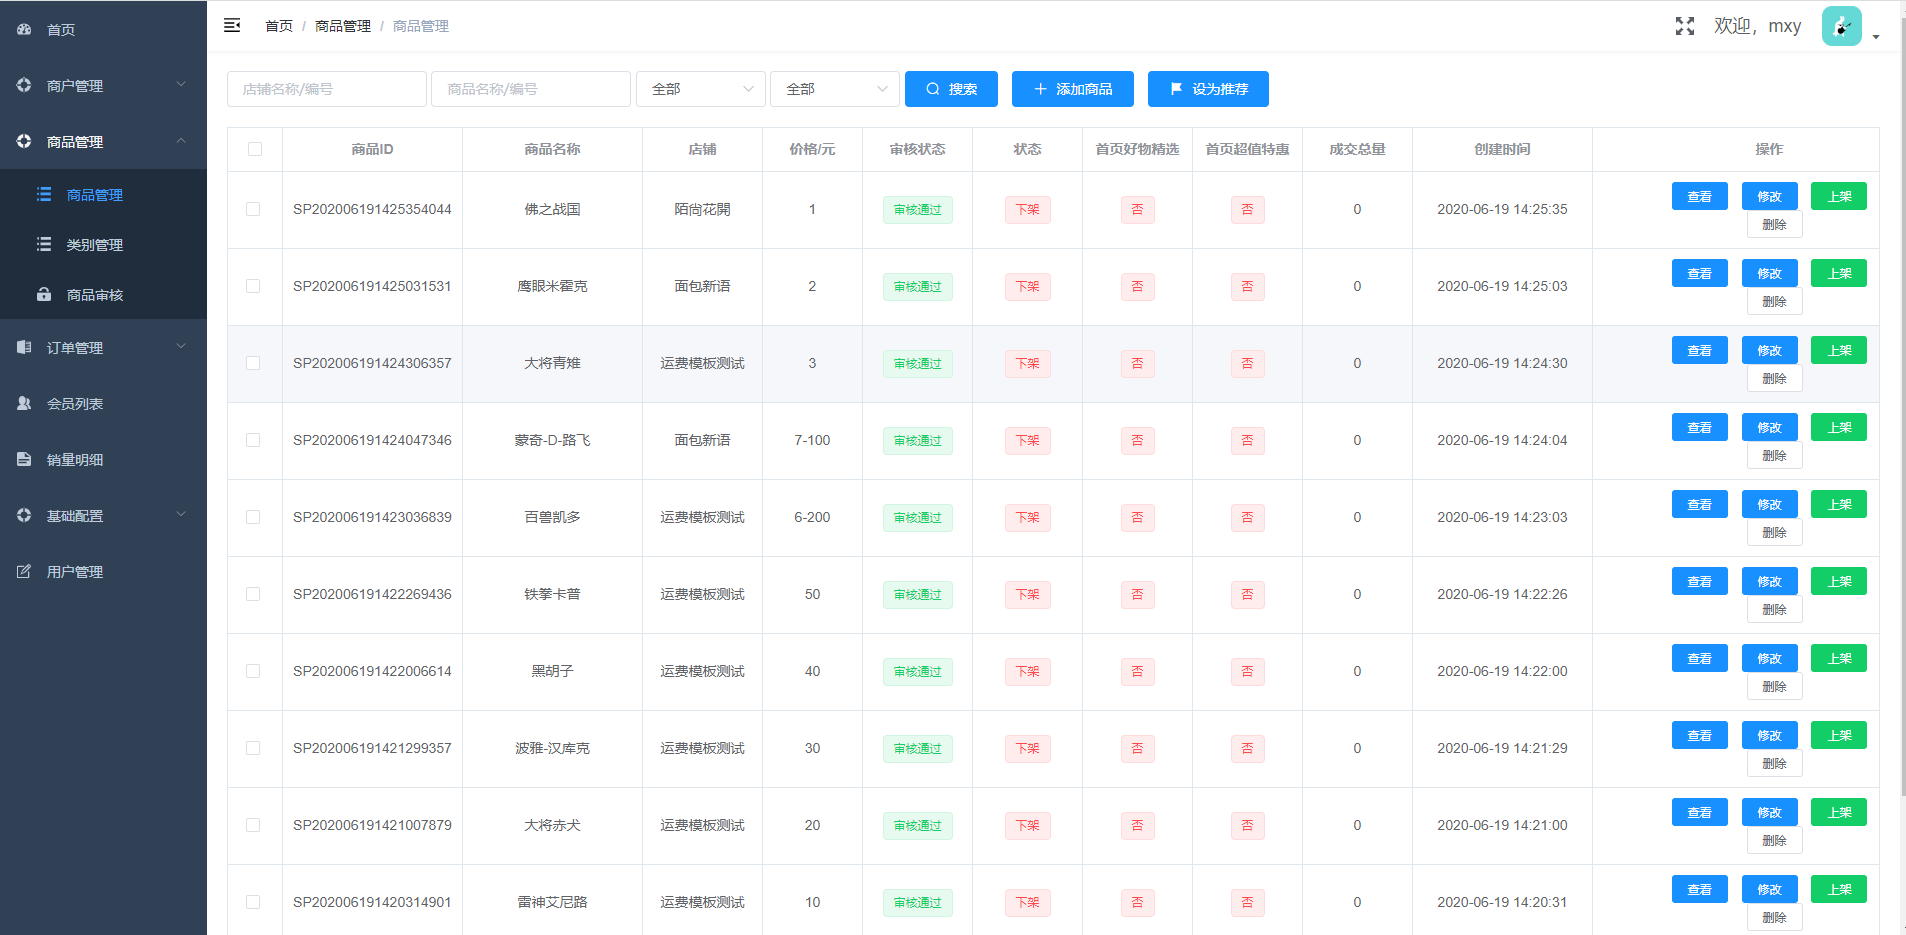 首页
商户管理
商品管理
商品管理
类别管理
商品审核
订单管理
会员列表
销量明细
基础配置
用户管理
首页 / 商品管理 / 商品管理
欢迎，mxy
店铺名称/编号 商品名称/编号 全部 全部 搜索 添加商品 设为推荐
商品ID 商品名称 店铺 价格/元 审核状态 状态 首页好物精选 首页超值特惠 成交总量 创建时间 操作
SP202006191425354044 佛之战国 陌尚花開 1 审核通过 下架 否 否 0 2020-06-19 14:25:35 查看 修改 上架
删除
SP202006191425031531 鹰眼米霍克 面包新语 2 审核通过 下架 否 否 0 2020-06-19 14:25:03 查看 修改 上架
删除
SP202006191424306357 大将青雉 运费模板测试 3 审核通过 下架 否 否 0 2020-06-19 14:24:30 查看 修改 上架
删除
SP202006191424047346 蒙奇-D-路飞 面包新语 7-100 审核通过 下架 否 否 0 2020-06-19 14:24:04 查看 修改 上架
删除
SP202006191423036839 百兽凯多 运费模板测试 6-200 审核通过 下架 否 否 0 2020-06-19 14:23:03 查看 修改 上架
删除
SP202006191422269436 铁拳卡普 运费模板测试 50 审核通过 下架 否 否 0 2020-06-19 14:22:26 查看 修改 上架
删除
SP202006191422006614 黑胡子 运费模板测试 40 审核通过 下架 否 否 0 2020-06-19 14:22:00 查看 修改 上架
删除
SP202006191421299357 波雅-汉库克 运费模板测试 30 审核通过 下架 否 否 0 2020-06-19 14:21:29 查看 修改 上架
删除
SP202006191421007879 大将赤犬 运费模板测试 20 审核通过 下架 否 否 0 2020-06-19 14:21:00 查看 修改 上架
删除
SP202006191420314901 雷神艾尼路 运费模板测试 10 审核通过 下架 否 否 0 2020-06-19 14:20:31 查看 修改 上架
删除